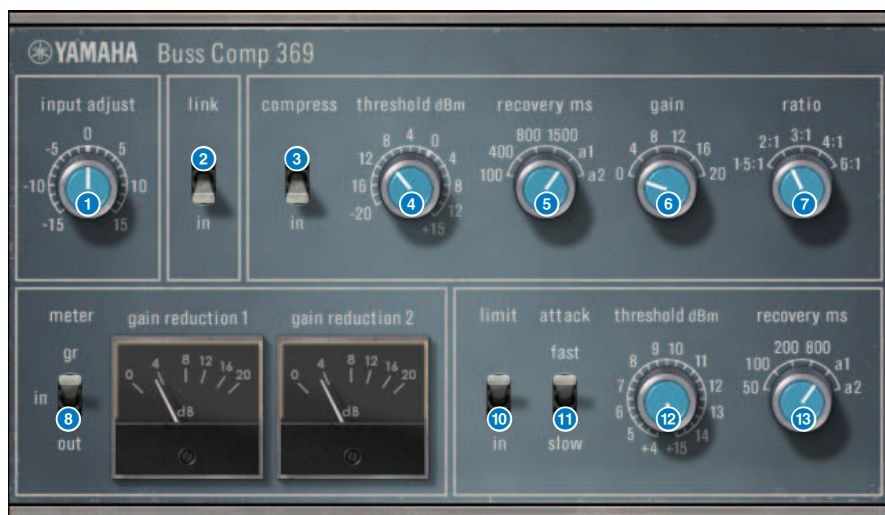 YAMAHA Buss Comp 369
input adjust
0
-5 5
-10 10
-15 15
1
link
2
in
compress
3
in
threshold dBm
4
8 0
12 4
16 8
-20 12
+15
4
recovery ms
800 1500
400 a1
100 a2
5
gain
8 12
4 16
0 20
6
ratio
3:1
2:1 4:1
1·5:1 6:1
7
meter
gr
in
8
out
gain reduction 1
0 4 8 12 16 20
dB
gain reduction 2
0 4 8 12 16 20
dB
limit
10
in
attack
fast
11
slow
threshold dBm
9 10
8 11
7 12
6 13
5 14
+4 +15
12
recovery ms
200 800
100 a1
50 a2
13